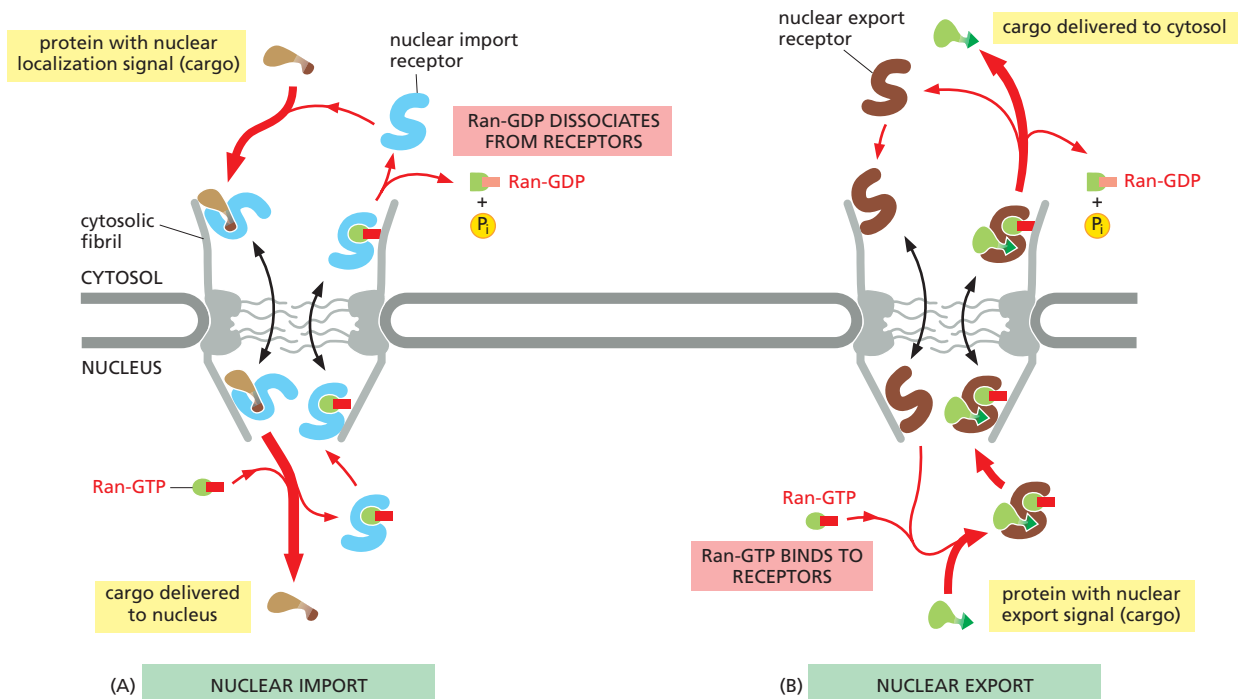 protein with nuclear
localization signal (cargo)
nuclear import
receptor
Ran-GDP DISSOCIATES
FROM RECEPTORS
Ran-GDP
+
Pi
cytosolic
fibril
CYTOSOL
NUCLEUS
Ran-GTP
cargo delivered
to nucleus
(A) NUCLEAR IMPORT
nuclear export
receptor
cargo delivered to cytosol
Ran-GDP
+
Pi
Ran-GTP
Ran-GTP BINDS TO
RECEPTORS
protein with nuclear
export signal (cargo)
(B) NUCLEAR EXPORT